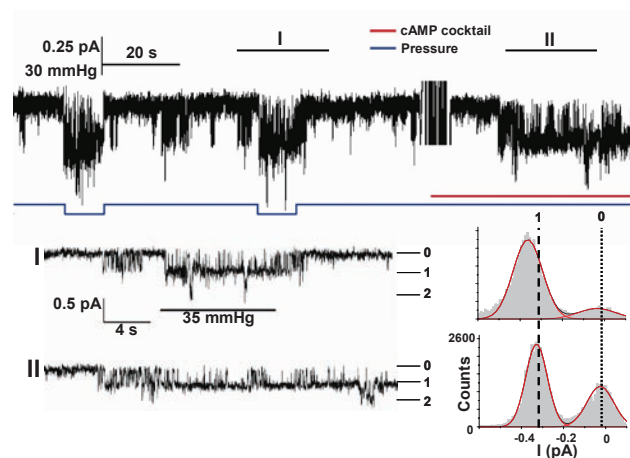 I
cAMP cocktail
II
0.25 pA
20 s
30 mmHg
Pressure
1 0
I
0
1
2
0.5 pA
4 s
35 mmHg
II
0
1
2
2600
Counts
0
-0.4 -0.2 0
I (pA)